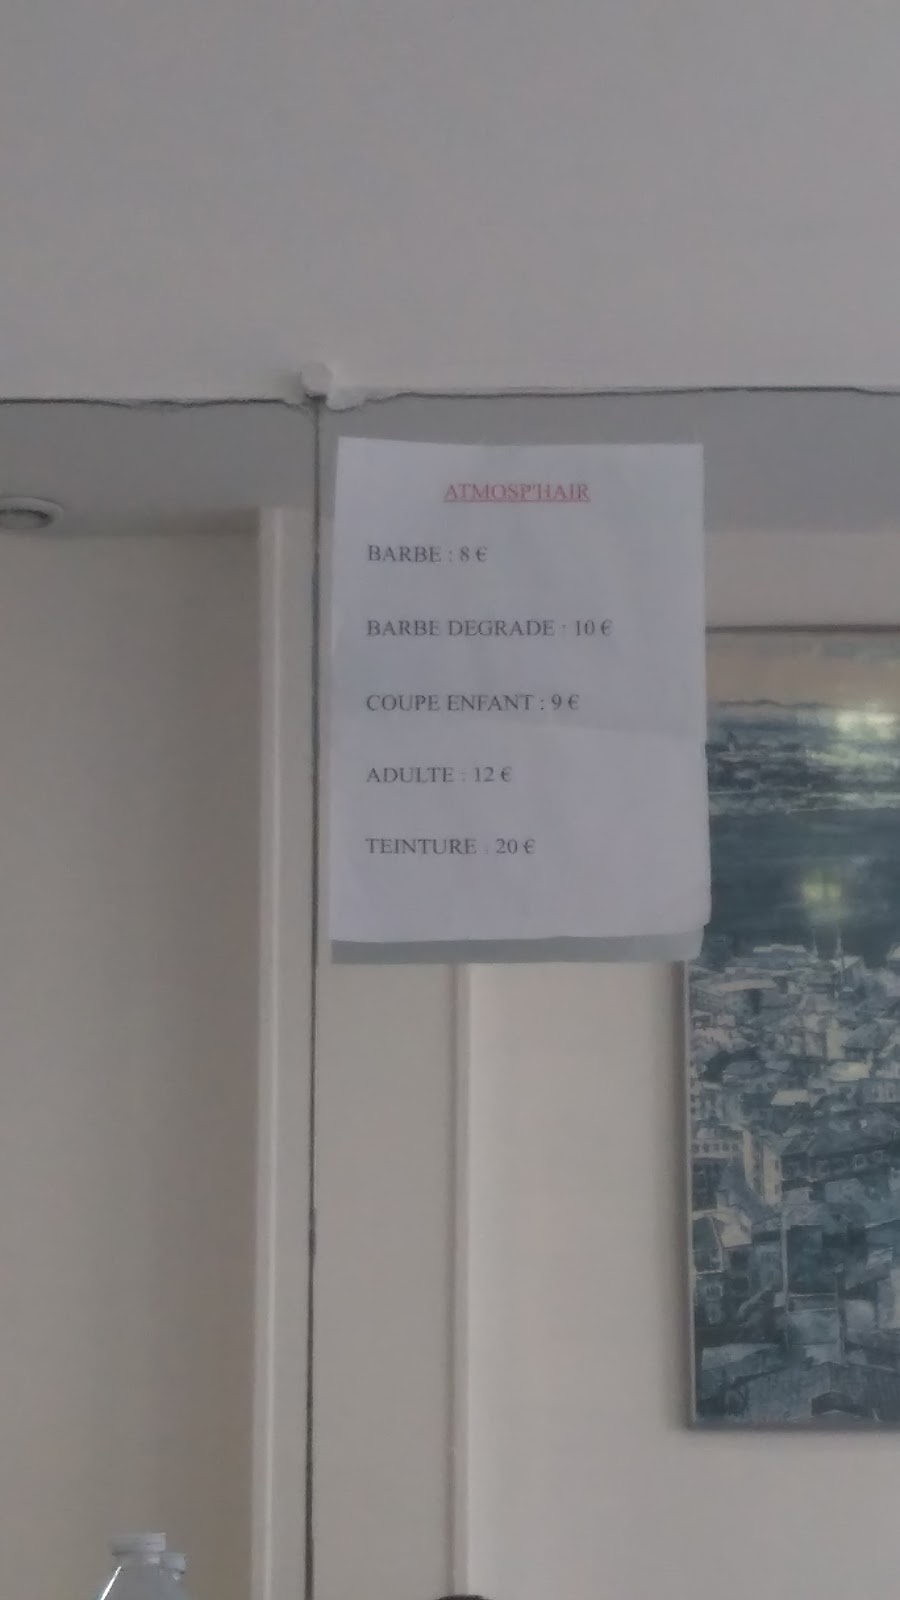 ATMOSP'HAIR
BARBE : 8 €
BARBE DEGRADE : 10 €
COUPE ENFANT : 9 €
ADULTE : 12 €
TEINTURE : 20 €